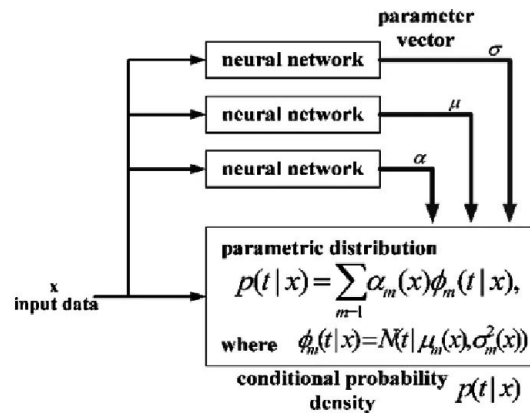 parameter
vector
neural network
σ
neural network
μ
neural network
α
parametric distribution
p(t | x) = ∑ α_m(x)ϕ_m(t | x),
m−1
where ϕ_m(t | x) = N(t | μ_m(x), σ_m^2(x))
x
input data
conditional probability
density p(t | x)